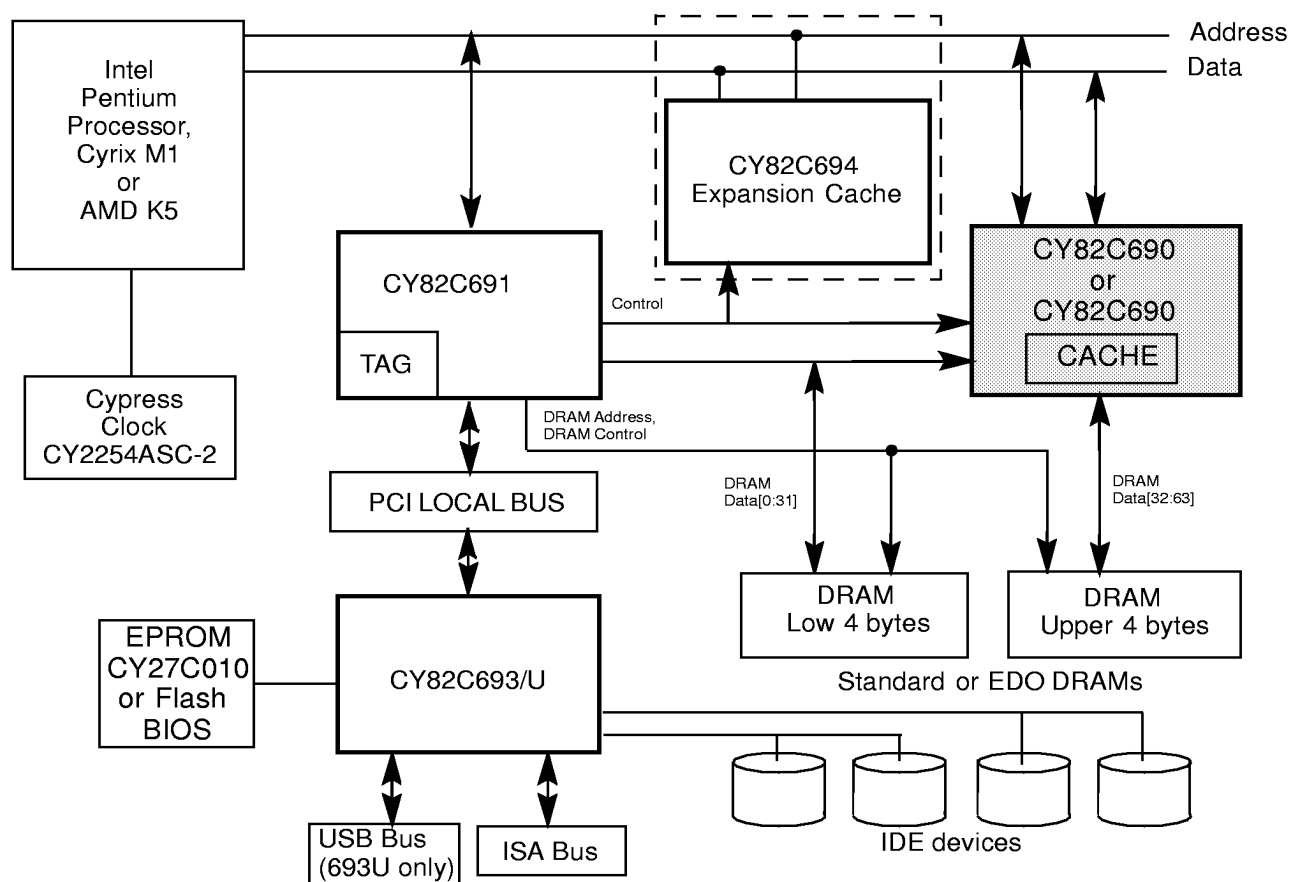 Address
Data
Intel
Pentium
Processor,
Cyrix M1
or
AMD K5
CY82C694
Expansion Cache
CY82C691
TAG
Control
CY82C690
or
CY82C690
CACHE
Cypress
Clock
CY2254ASC-2
DRAM Address,
DRAM Control
PCI LOCAL BUS
DRAM
Data[0:31]
DRAM
Data[32:63]
DRAM
Low 4 bytes
DRAM
Upper 4 bytes
Standard or EDO DRAMs
EPROM
CY27C010
or Flash
BIOS
CY82C693/U
USB Bus
(693U only)
ISA Bus
IDE devices